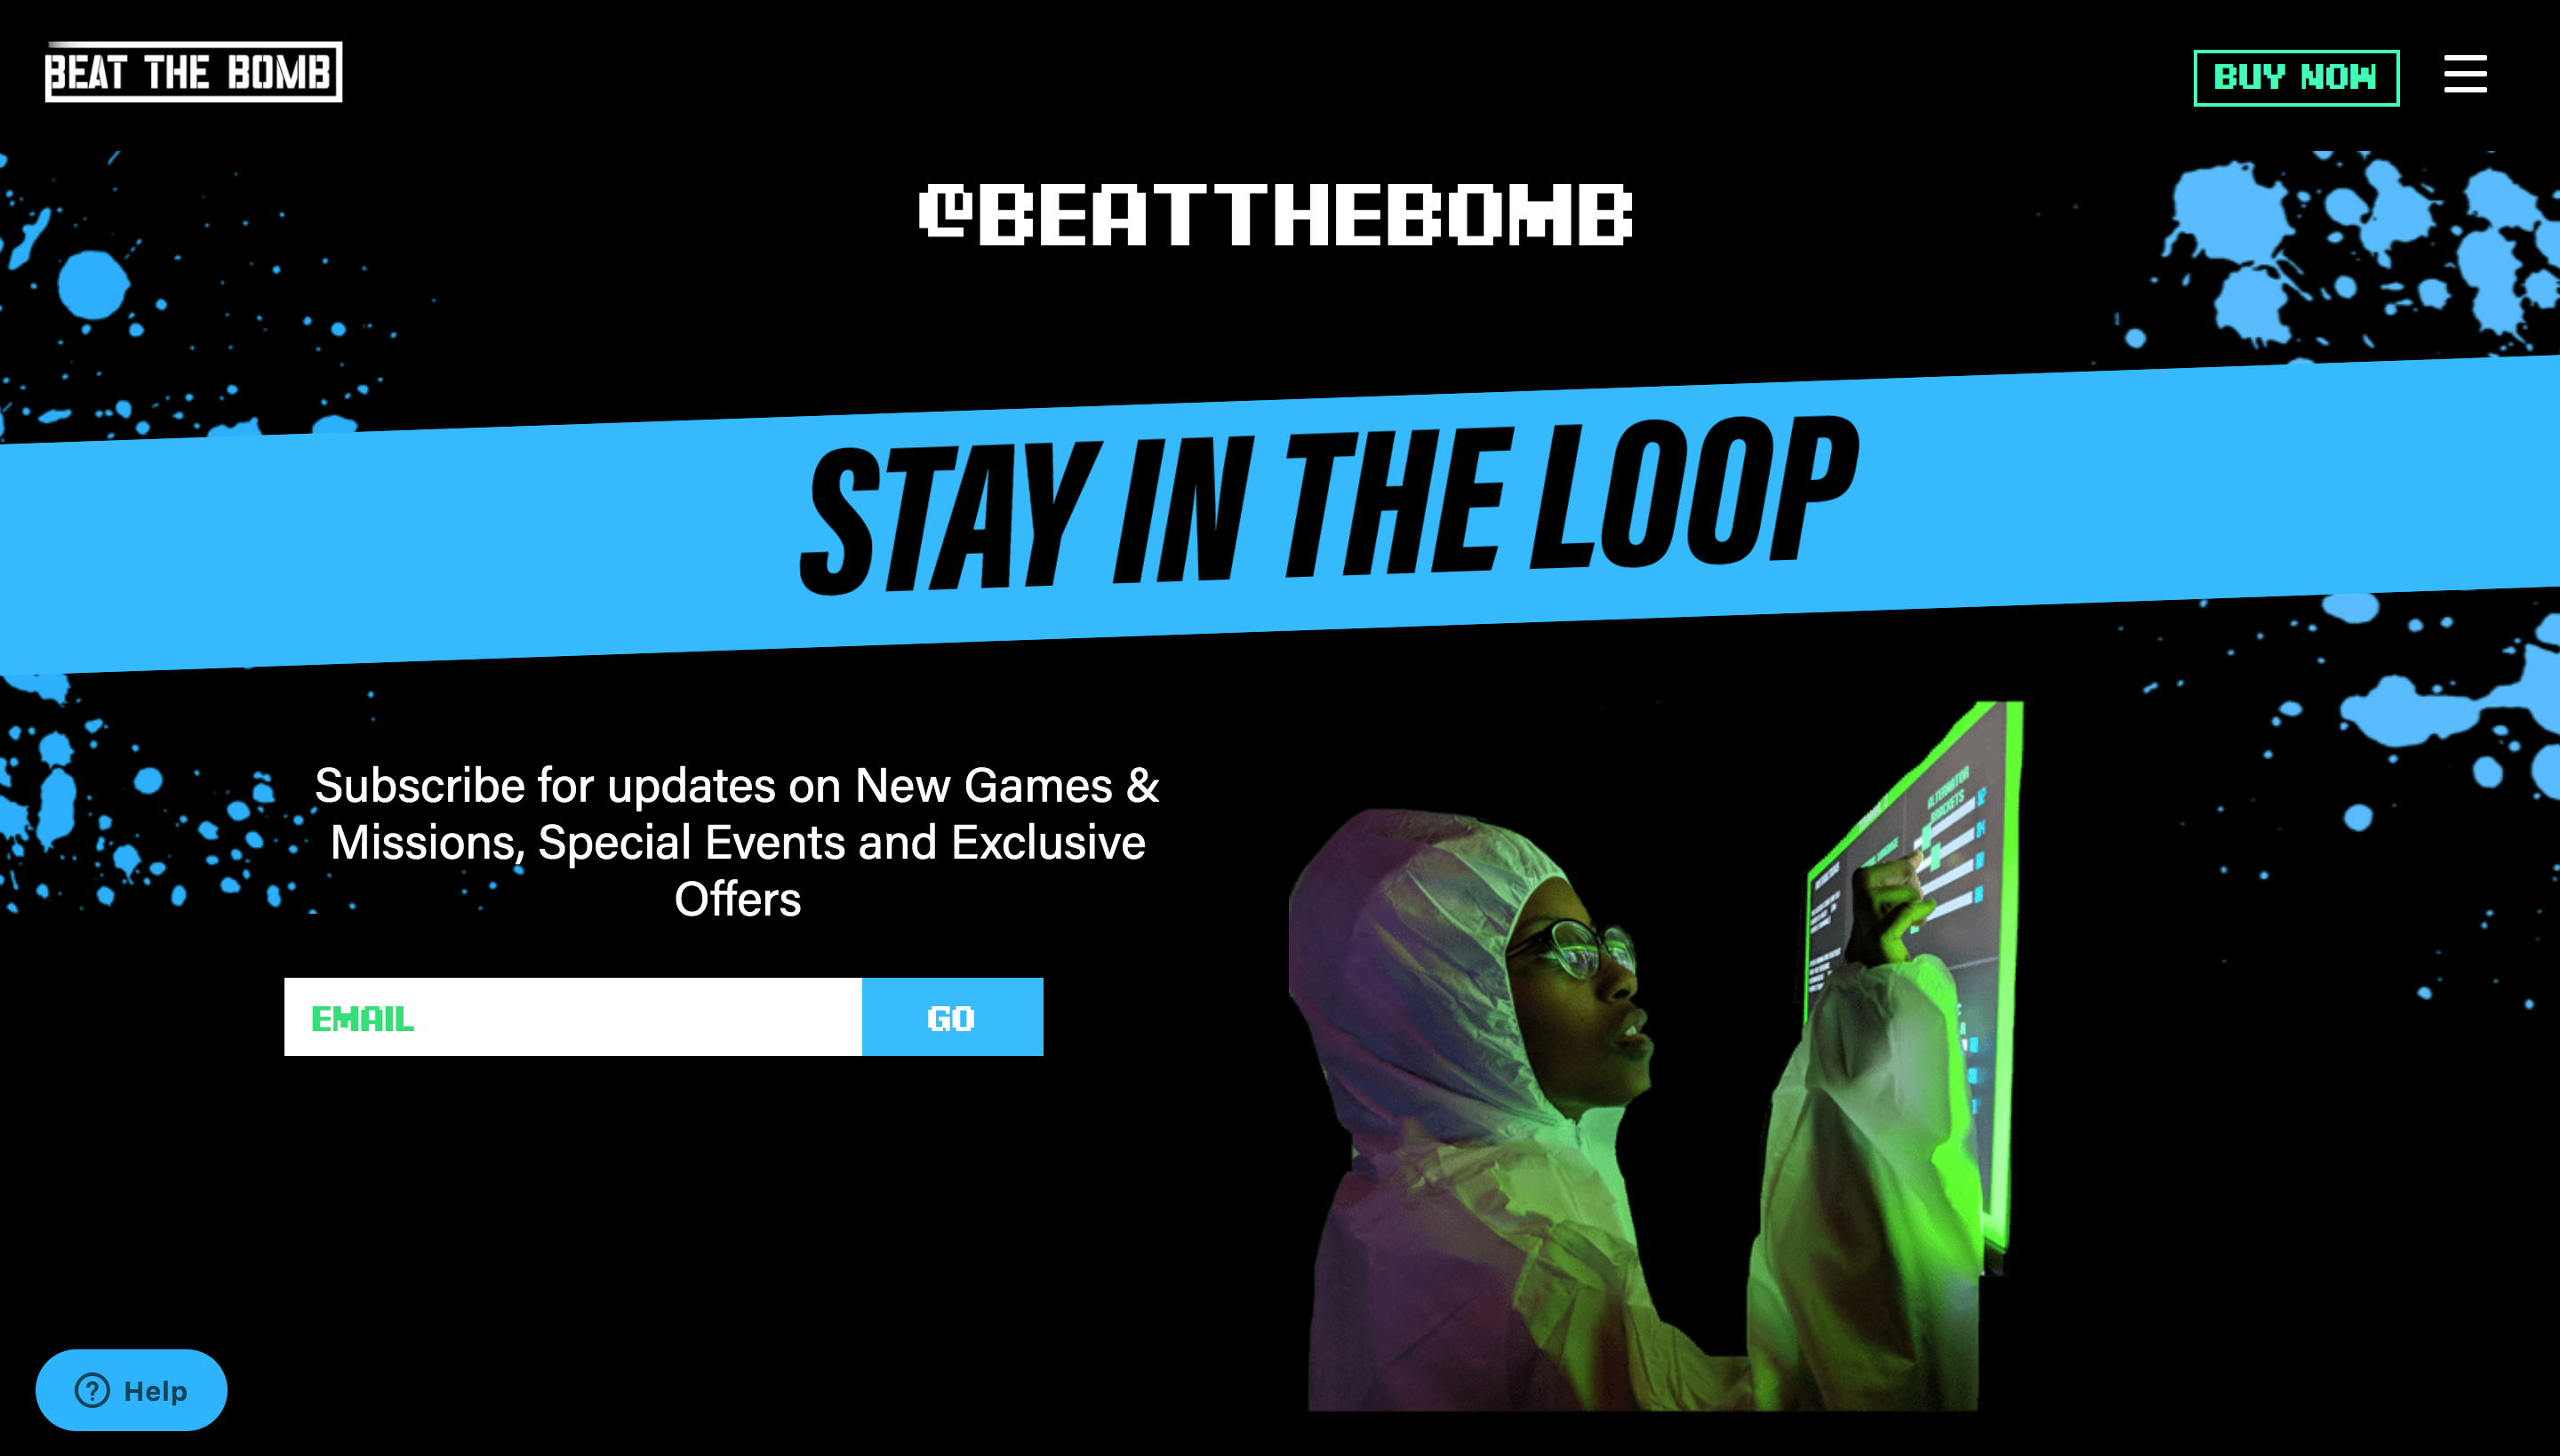 BEAT THE BOMB
BUY NOW
@BEATTHEBOMB
STAY IN THE LOOP
Subscribe for updates on New Games &
Missions, Special Events and Exclusive
Offers
EMAIL
GO
ALTERNATOR
Help